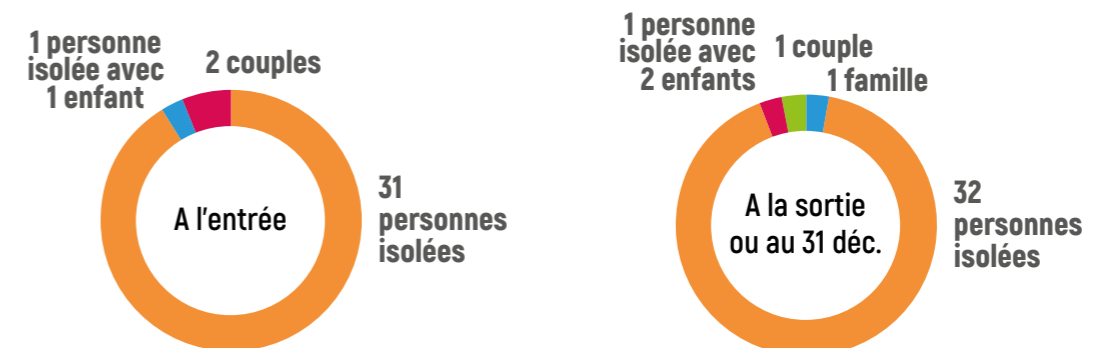 1 personne
isolée avec
1 enfant
2 couples
31
personnes
isolées
A l'entrée
1 personne
isolée avec
2 enfants
1 couple
1 famille
32
personnes
isolées
A la sortie
ou au 31 déc.